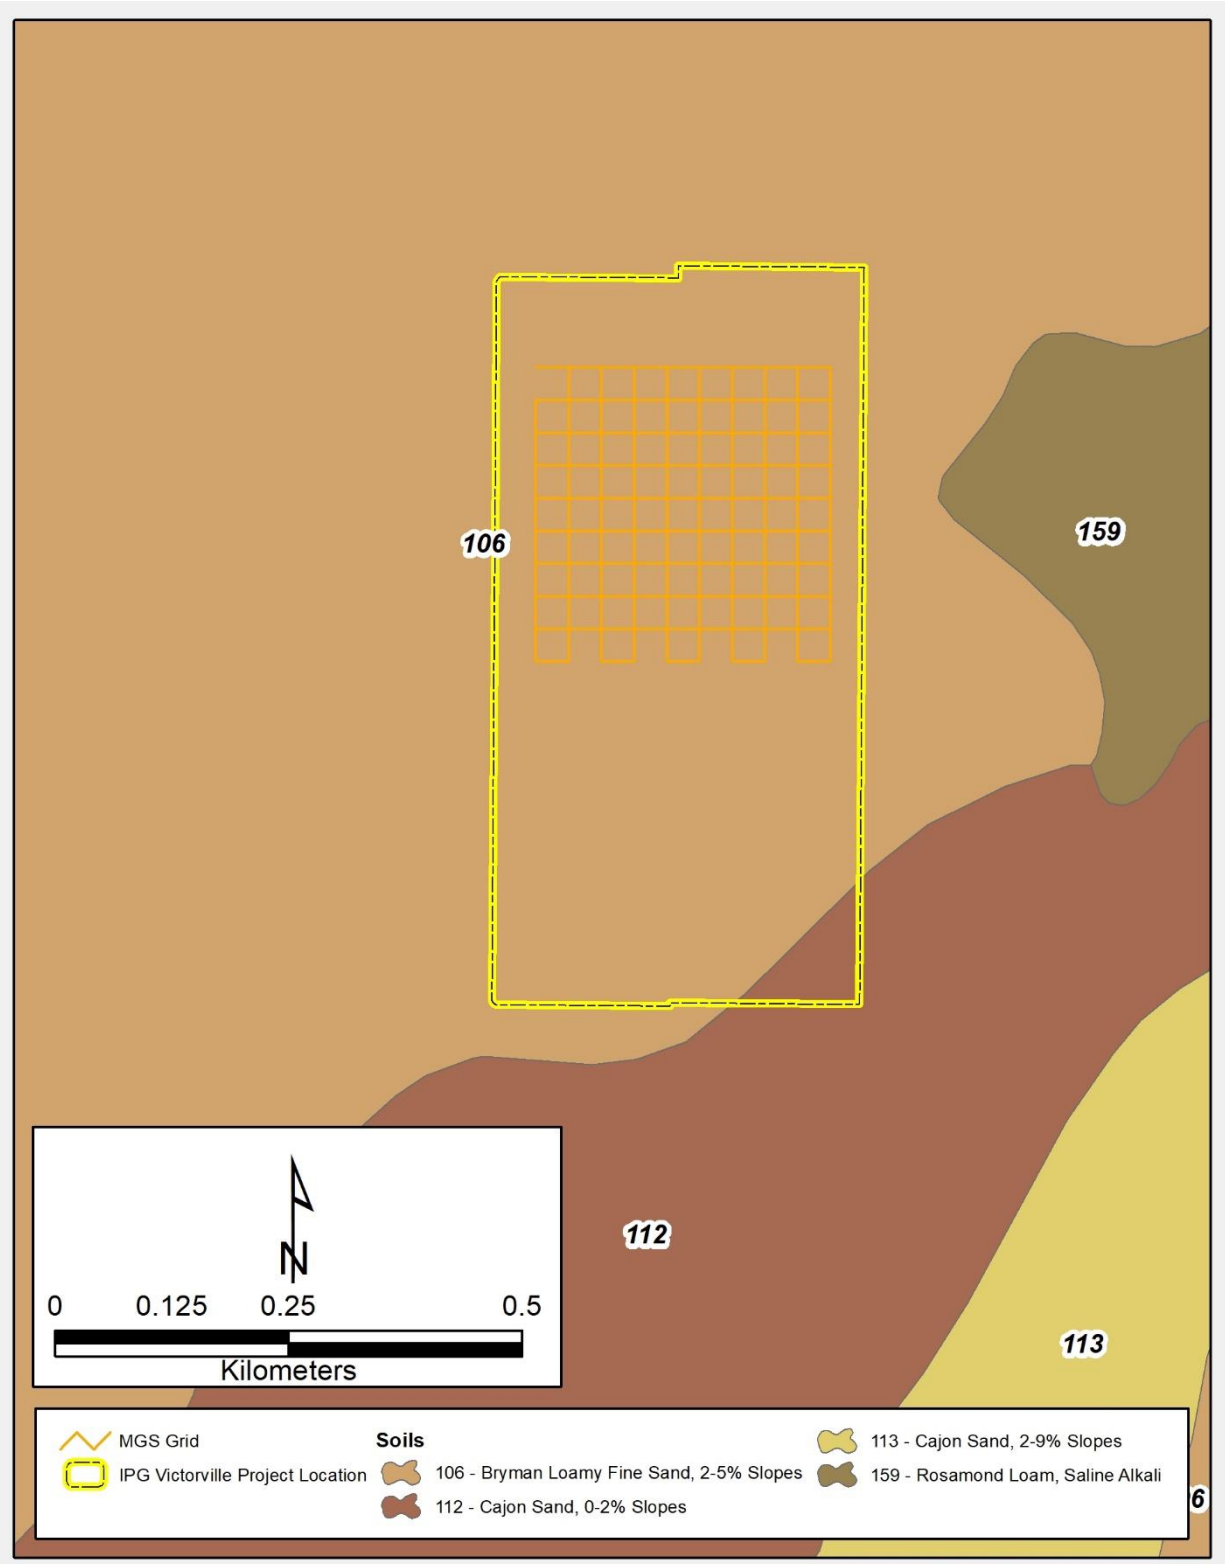 106
159
112
113
N
0 0.125 0.25 0.5
Kilometers
MGS Grid
IPG Victorville Project Location
Soils
106 - Bryman Loamy Fine Sand, 2-5% Slopes
112 - Cajon Sand, 0-2% Slopes
113 - Cajon Sand, 2-9% Slopes
159 - Rosamond Loam, Saline Alkali
6